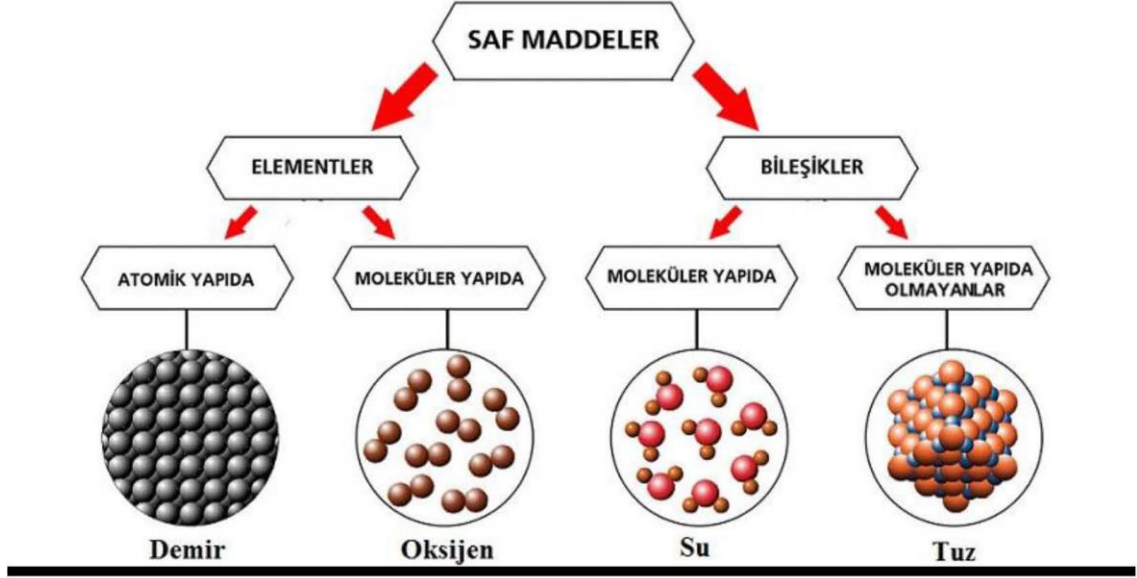 SAF MADDELER
ELEMENTLER
BİLEŞİKLER
ATOMİK YAPIDA
MOLEKÜLER YAPIDA
MOLEKÜLER YAPIDA
MOLEKÜLER YAPIDA
OLMAYANLAR
Demir
Oksijen
Su
Tuz